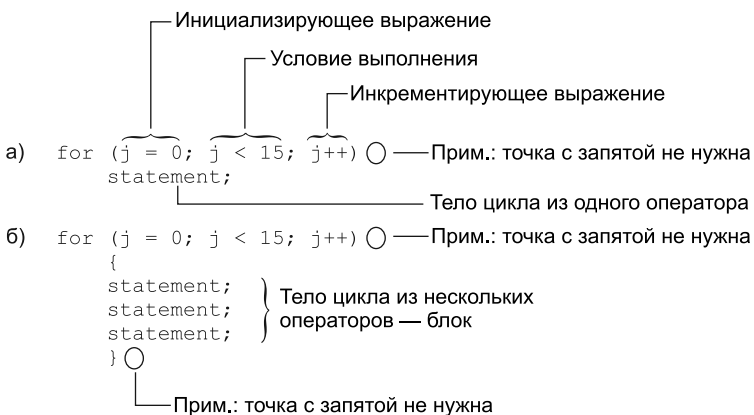 Инициализирующее выражение
Условие выполнения
Инкрементирующее выражение
а) for (j = 0; j < 15; j++) Прим.: точка с запятой не нужна
statement;
Тело цикла из одного оператора
б) for (j = 0; j < 15; j++) Прим.: точка с запятой не нужна
{
statement;
statement; Тело цикла из нескольких
statement; операторов — блок
}
Прим.: точка с запятой не нужна